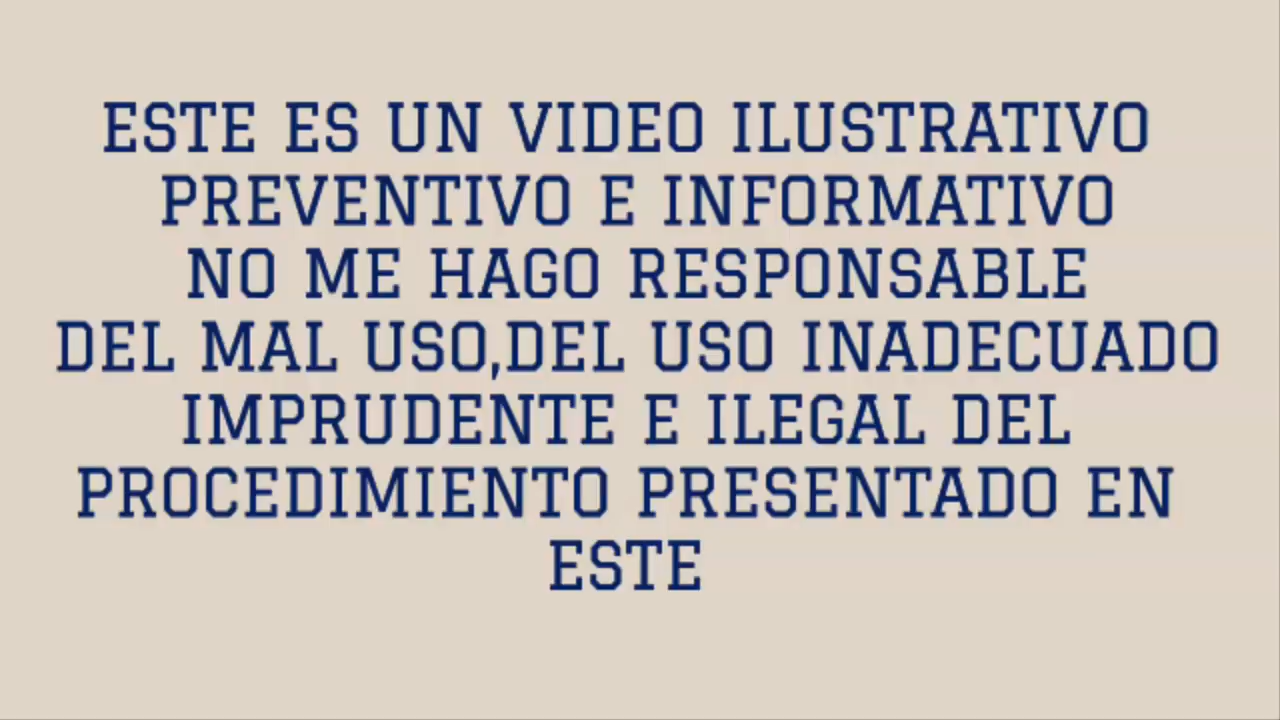 ESTE ES UN VIDEO ILUSTRATIVO
PREVENTIVO E INFORMATIVO
NO ME HAGO RESPONSABLE
DEL MAL USO,DEL USO INADECUADO
IMPRUDENTE E ILEGAL DEL
PROCEDIMIENTO PRESENTADO EN
ESTE